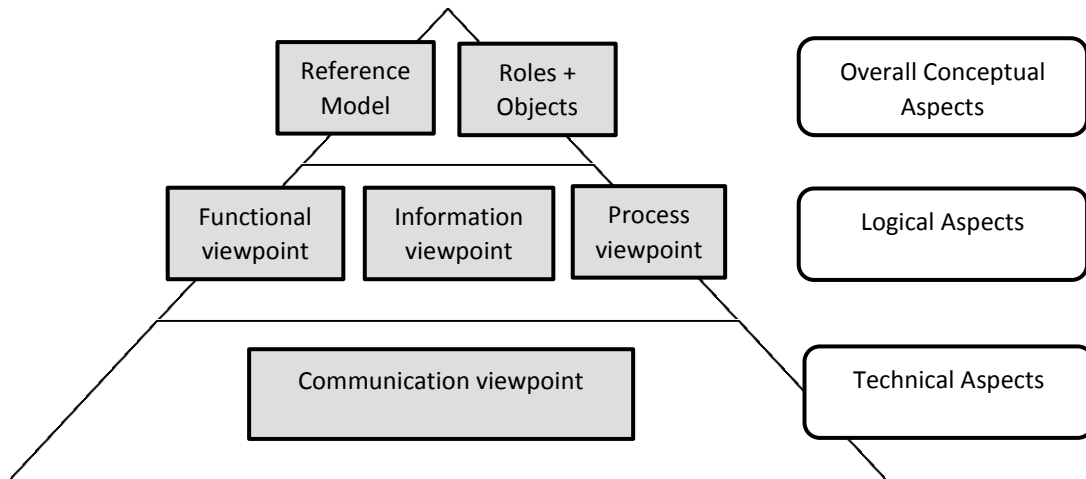 Reference
Model
Roles +
Objects
Overall Conceptual
Aspects
Functional
viewpoint
Information
viewpoint
Process
viewpoint
Logical Aspects
Communication viewpoint
Technical Aspects